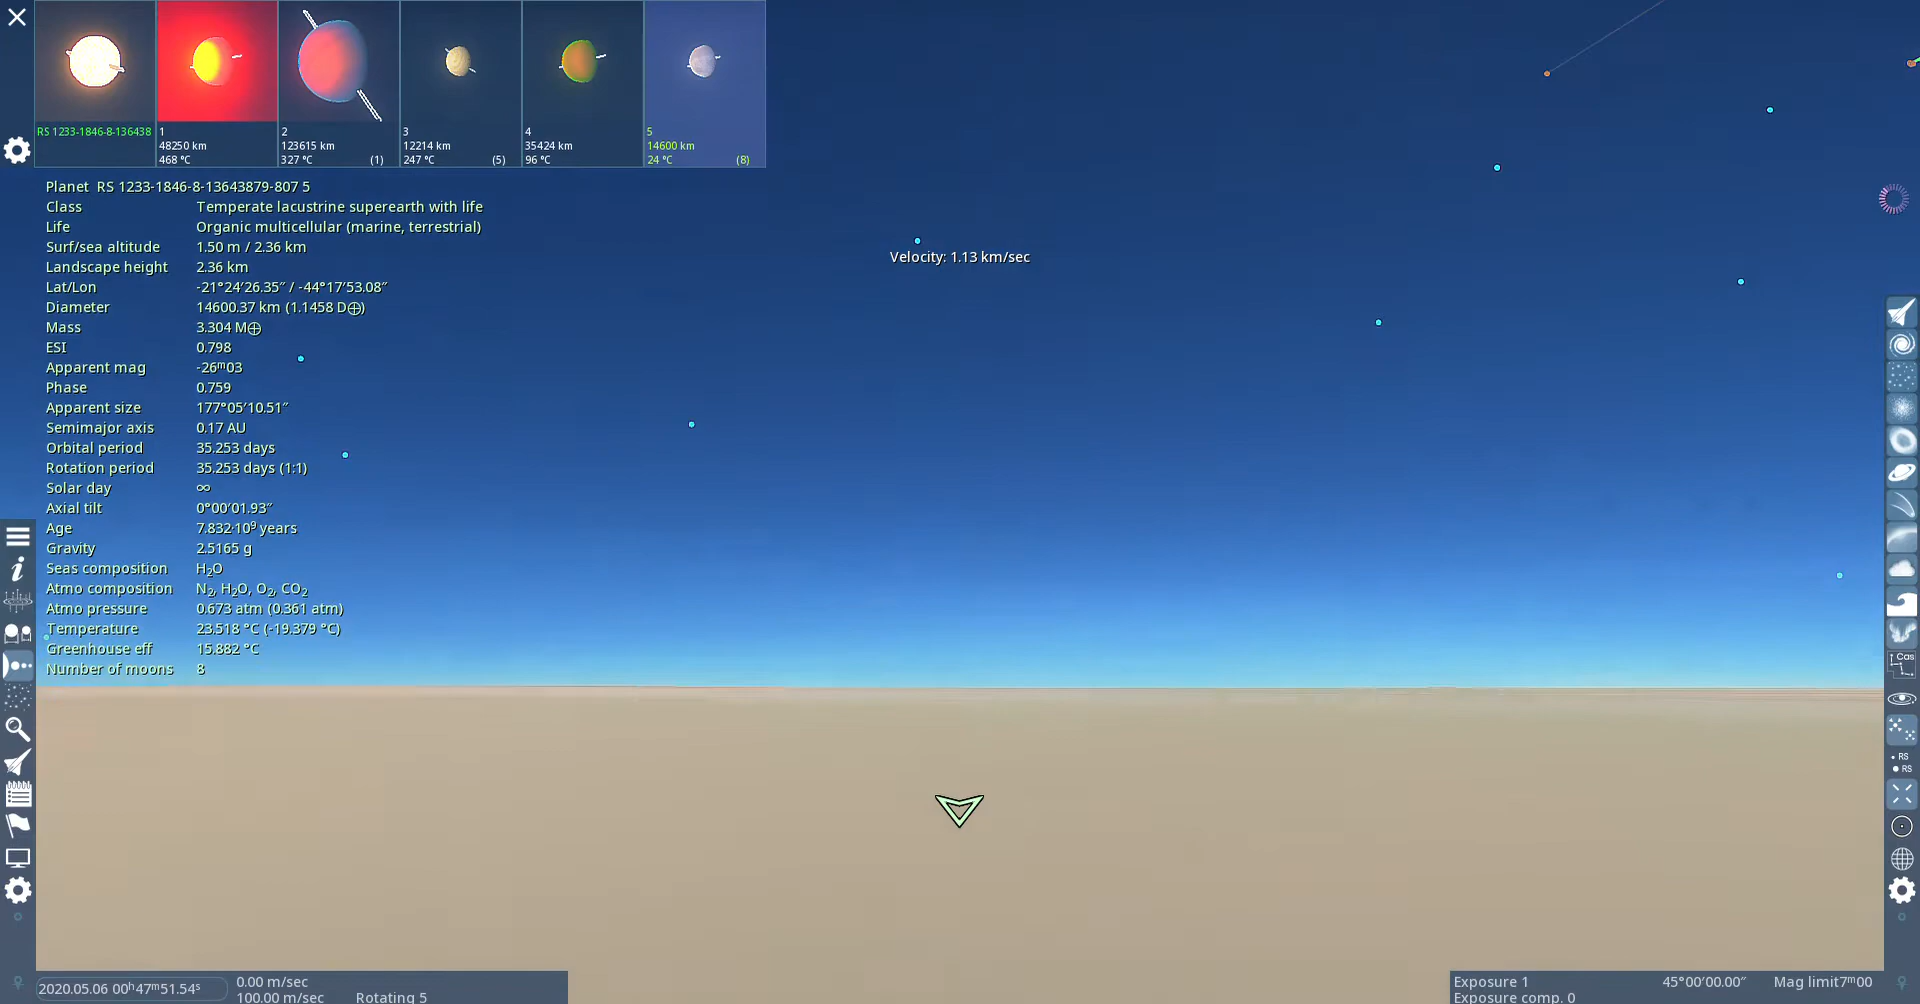 RS 1233-1846-8-136438
1
48250 km
468 °C
2
123615 km
327 °C (1)
3
12214 km
247 °C (5)
4
35424 km
96 °C
5
14600 km
24 °C (8)
Planet RS 1233-1846-8-13643879-807 5
Class Temperate lacustrine superearth with life
Life Organic multicellular (marine, terrestrial)
Surf/sea altitude 1.50 m / 2.36 km
Landscape height 2.36 km
Lat/Lon -21°24′26.35″ / -44°17′53.08″
Diameter 14600.37 km (1.1458 D⨁)
Mass 3.304 M⨁
ESI 0.798
Apparent mag -26ᵐ03
Phase 0.759
Apparent size 177°05′10.51″
Semimajor axis 0.17 AU
Orbital period 35.253 days
Rotation period 35.253 days (1:1)
Solar day ∞
Axial tilt 0°00′01.93″
Age 7.832·10⁹ years
Gravity 2.5165 g
Seas composition H₂O
Atmo composition N₂, H₂O, O₂, CO₂
Atmo pressure 0.673 atm (0.361 atm)
Temperature 23.518 °C (-19.379 °C)
Greenhouse eff 15.882 °C
Number of moons 8
Velocity: 1.13 km/sec
Cas
RS
RS
2020.05.06 00ʰ47ᵐ51.54ˢ
0.00 m/sec
100.00 m/sec Rotating 5
Exposure 1 45°00′00.00″ Mag limit7ᵐ00
Exposure comp. 0